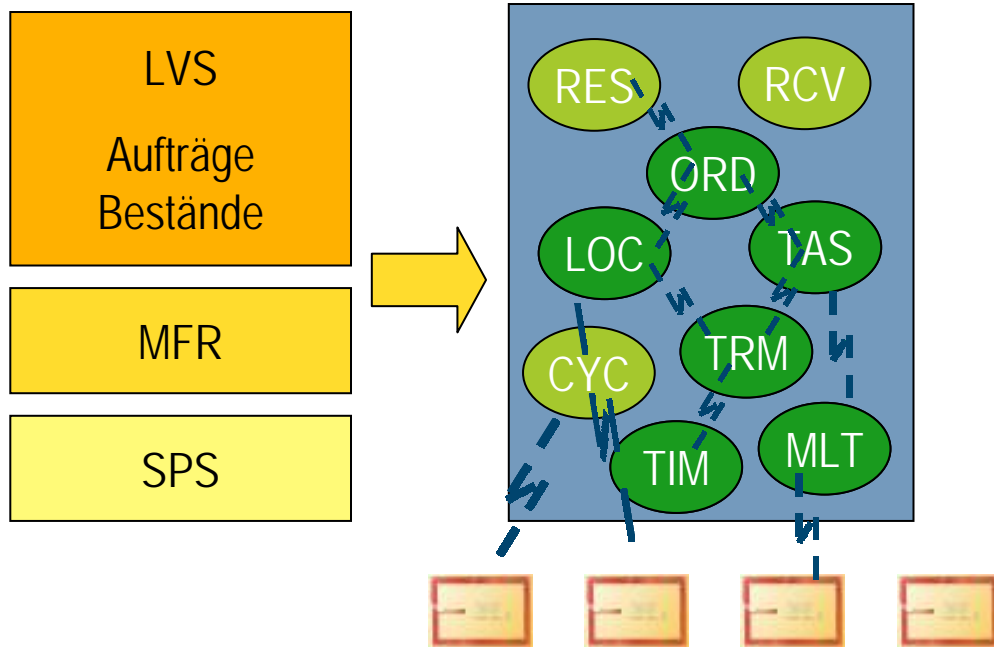 LVS
Aufträge
Bestände
MFR
SPS
RES
RCV
ORD
LOC
TAS
TRM
CYC
MLT
TIM